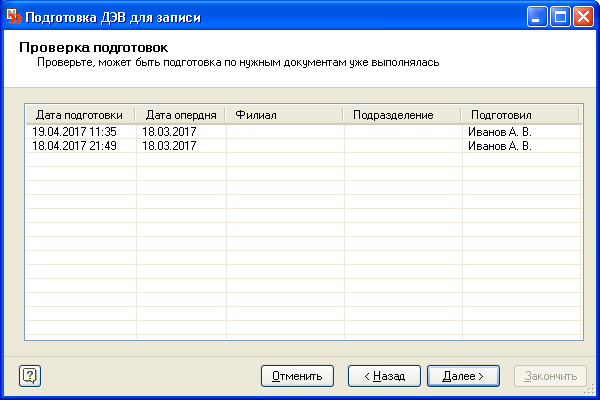 Подготовка ДЭВ для записи
Проверка подготовок
Проверьте, может быть подготовка по нужным документам уже выполнялась
Дата подготовки Дата опердня Филиал Подразделение Подготовил
19.04.2017 11:35 18.03.2017 Иванов А. В.
18.04.2017 21:49 18.03.2017 Иванов А. В.
? Отменить < Назад Далее > Закончить